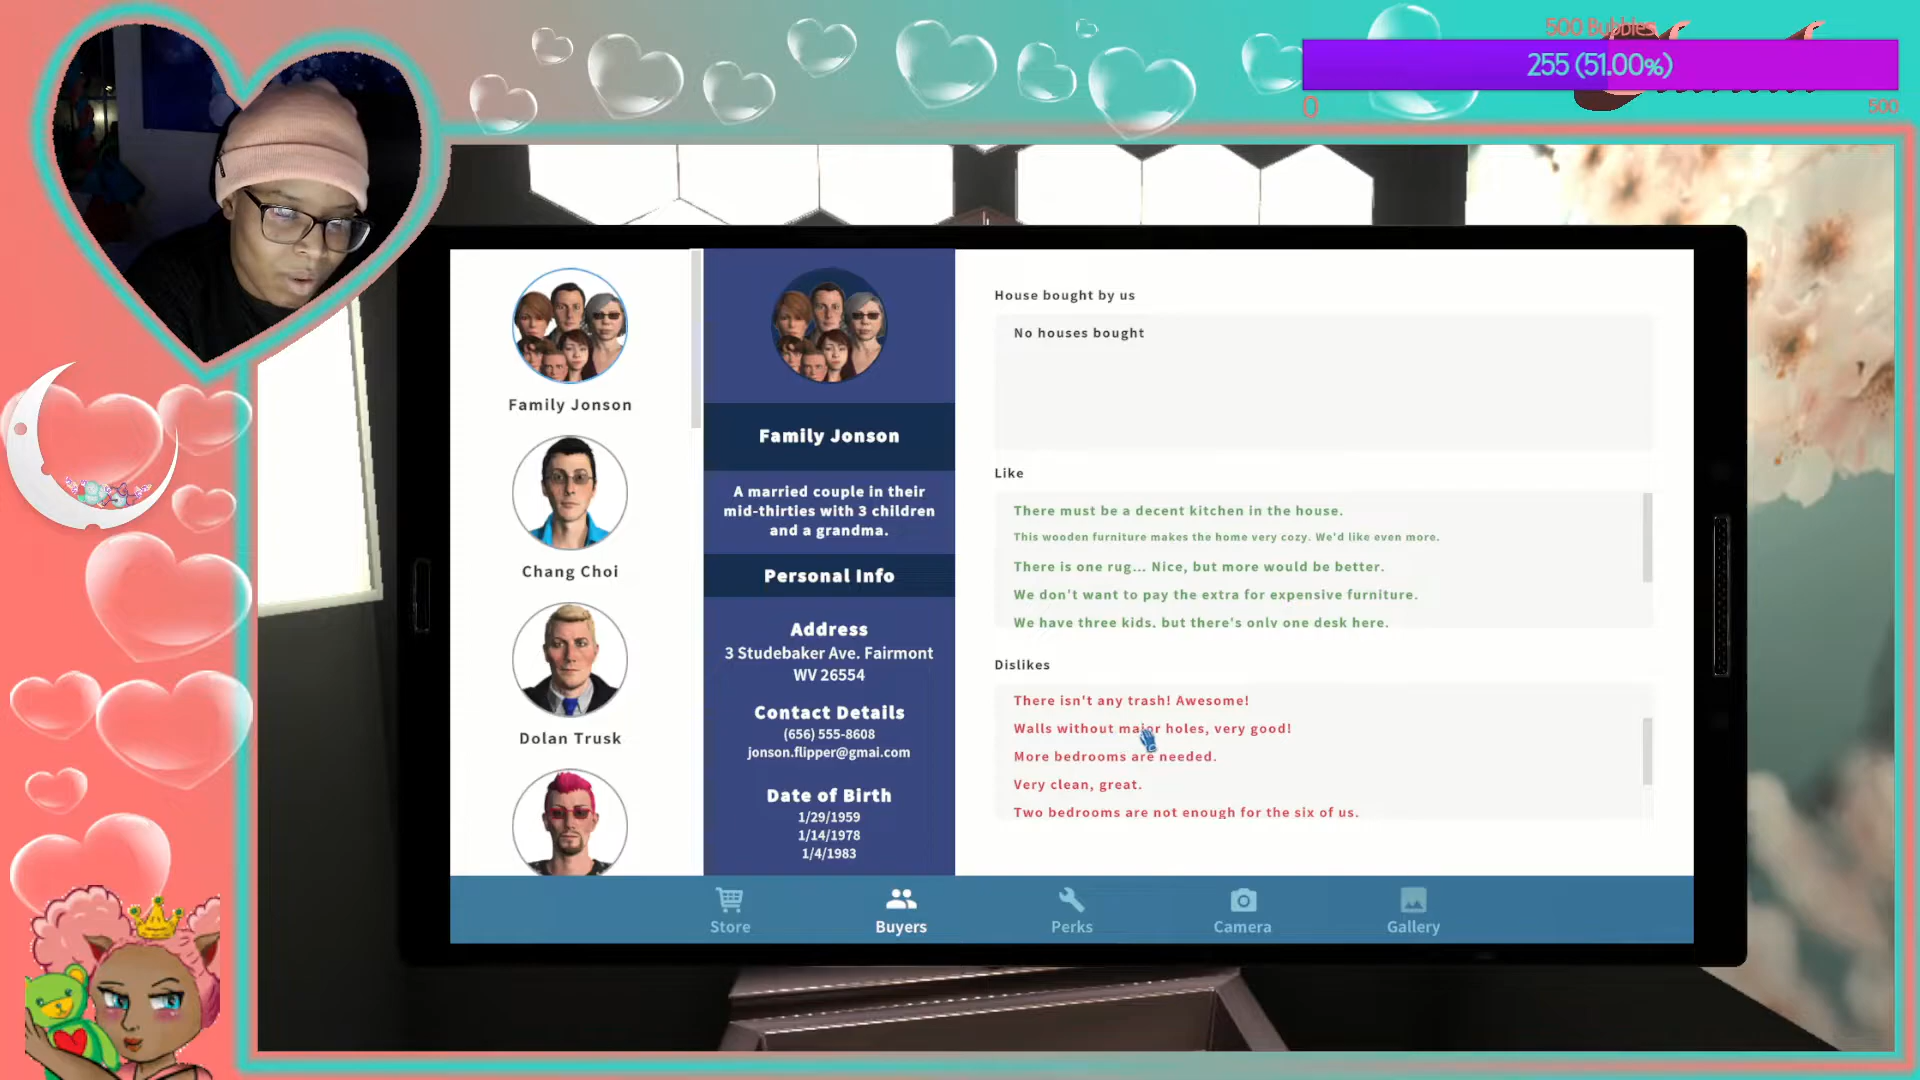 500 Bubbles
255 (51.00%)
0
500
Family Jonson
Chang Choi
Dolan Trusk
Family Jonson
A married couple in their
mid-thirties with 3 children
and a grandma.
Personal Info
Address
3 Studebaker Ave. Fairmont
WV 26554
Contact Details
(656) 555-8608
jonson.flipper@gmai.com
Date of Birth
1/29/1959
1/14/1978
1/4/1983
House bought by us
No houses bought
Like
There must be a decent kitchen in the house.
This wooden furniture makes the home very cozy. We'd like even more.
There is one rug... Nice, but more would be better.
We don't want to pay the extra for expensive furniture.
We have three kids, but there's only one desk here.
Dislikes
There isn't any trash! Awesome!
Walls without major holes, very good!
More bedrooms are needed.
Very clean, great.
Two bedrooms are not enough for the six of us.
Store
Buyers
Perks
Camera
Gallery